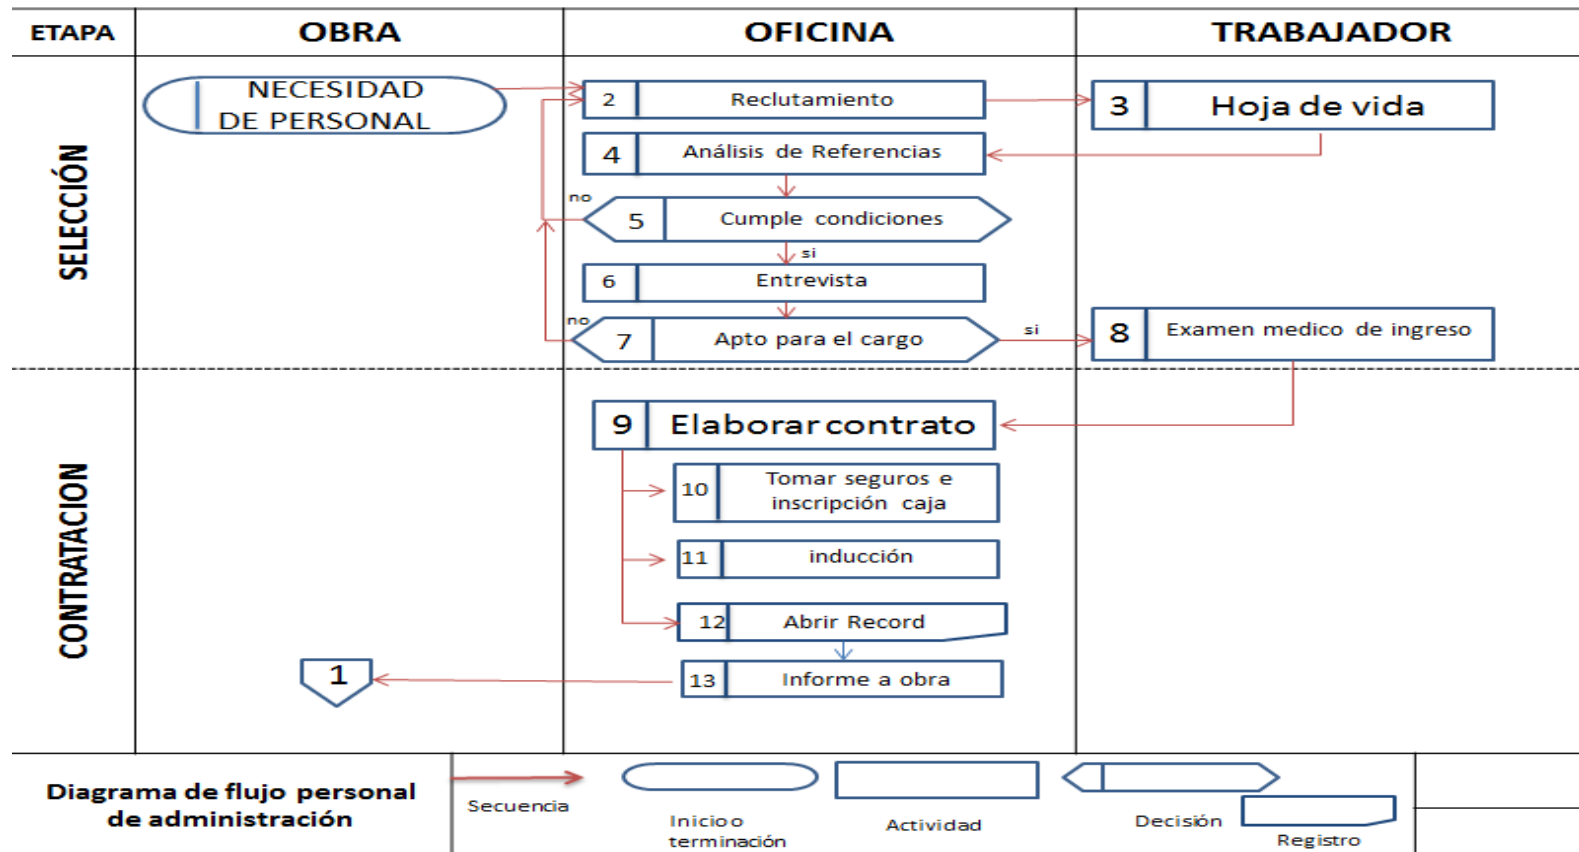 ETAPA
OBRA
OFICINA
TRABAJADOR
SELECCIÓN
NECESIDAD
DE PERSONAL
2 Reclutamiento
3 Hoja de vida
4 Análisis de Referencias
no
5 Cumple condiciones
si
6 Entrevista
no
7 Apto para el cargo
si
8 Examen medico de ingreso
CONTRATACION
9 Elaborar contrato
10 Tomar seguros e
inscripción caja
11 inducción
12 Abrir Record
1
13 Informe a obra
Diagrama de flujo personal
de administración
Secuencia
Inicio o
terminación
Actividad
Decisión
Registro